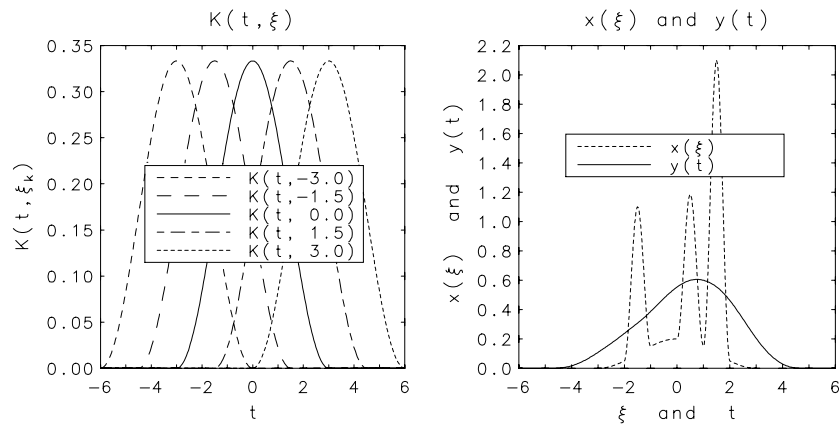 K(t,ξ)
K(t,ξk)
0.35
0.30
0.25
0.20
0.15
0.10
0.05
0.00
K(t,−3.0)
K(t,−1.5)
K(t, 0.0)
K(t, 1.5)
K(t, 3.0)
−6 −4 −2 0 2 4 6
t
x(ξ) and y(t)
x(ξ) and y(t)
2.2
2.0
1.8
1.6
1.4
1.2
1.0
0.8
0.6
0.4
0.2
0.0
x(ξ)
y(t)
−6 −4 −2 0 2 4 6
ξ and t